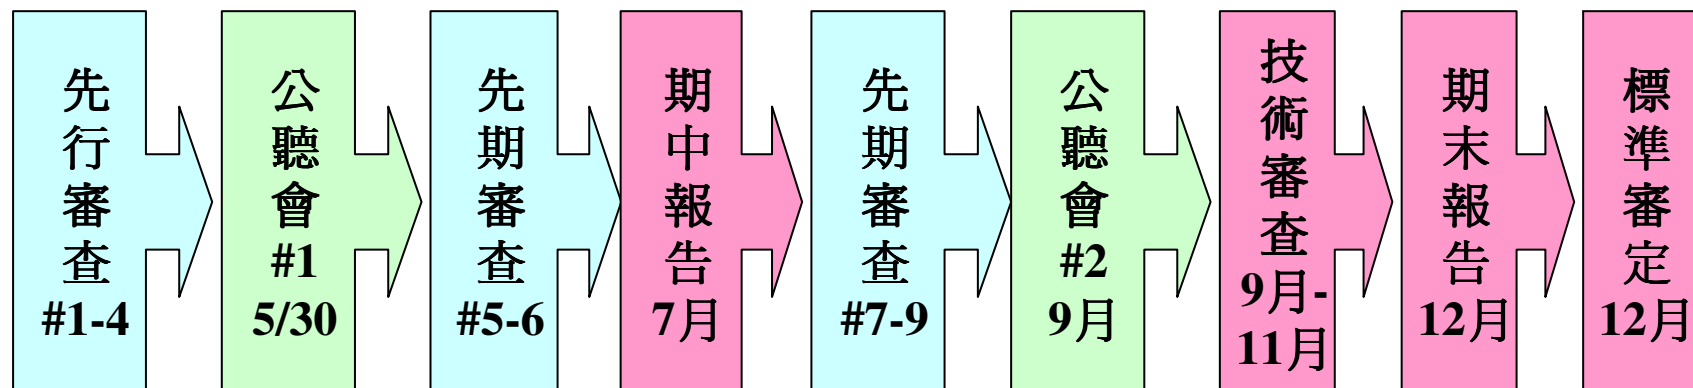 先行審查
#1-4
公聽會
#1
5/30
先期審查
#5-6
期中報告
7月
先期審查
#7-9
公聽會
#2
9月
技術審查
9月-
11月
期末報告
12月
標準審定
12月